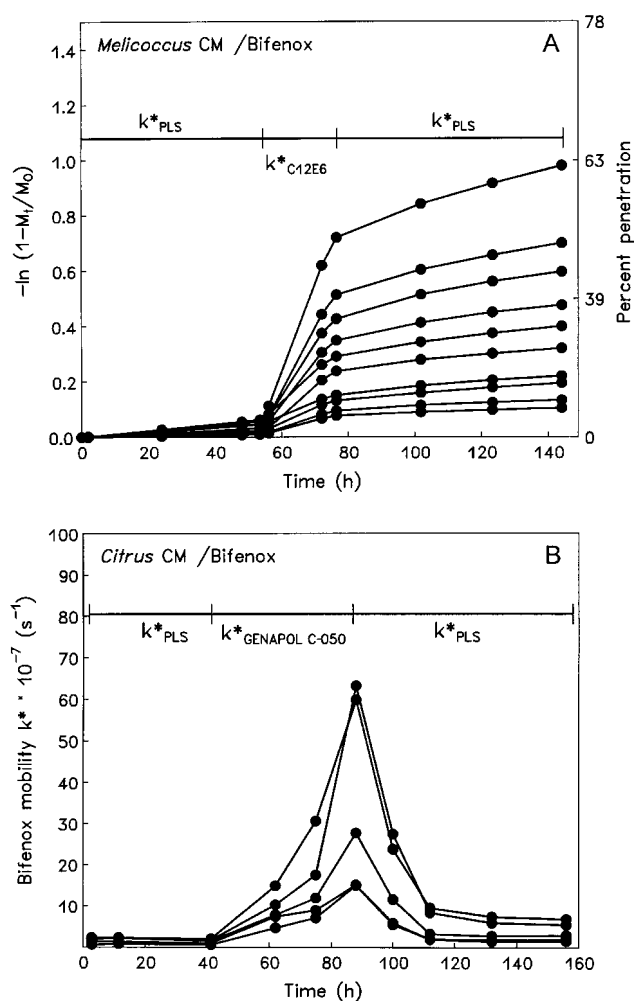 Melicoccus CM /Bifenox
A
k*PLS
k*C12E6
k*PLS
1.4
1.2
1.0
0.8
0.6
0.4
0.2
0.0
-ln (1-Mt/M0)
78
63
39
0
Percent penetration
0 20 40 60 80 100 120 140
Time (h)
Citrus CM /Bifenox
B
k*PLS
k*GENAPOL C-050
k*PLS
100
90
80
70
60
50
40
30
20
10
Bifenox mobility k* * 10^-7 (s^-1)
0 20 40 60 80 100 120 140 160
Time (h)